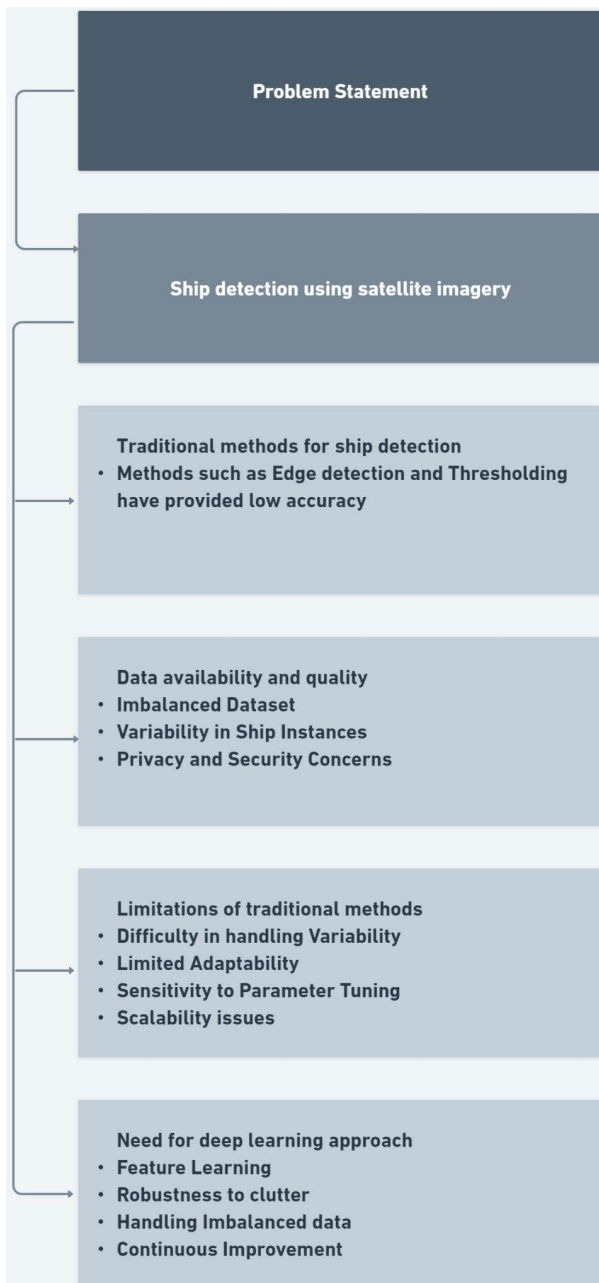 Problem Statement
Ship detection using satellite imagery
Traditional methods for ship detection
• Methods such as Edge detection and Thresholding
have provided low accuracy
Data availability and quality
• Imbalanced Dataset
• Variability in Ship Instances
• Privacy and Security Concerns
Limitations of traditional methods
• Difficulty in handling Variability
• Limited Adaptability
• Sensitivity to Parameter Tuning
• Scalability issues
Need for deep learning approach
• Feature Learning
• Robustness to clutter
• Handling Imbalanced data
• Continuous Improvement